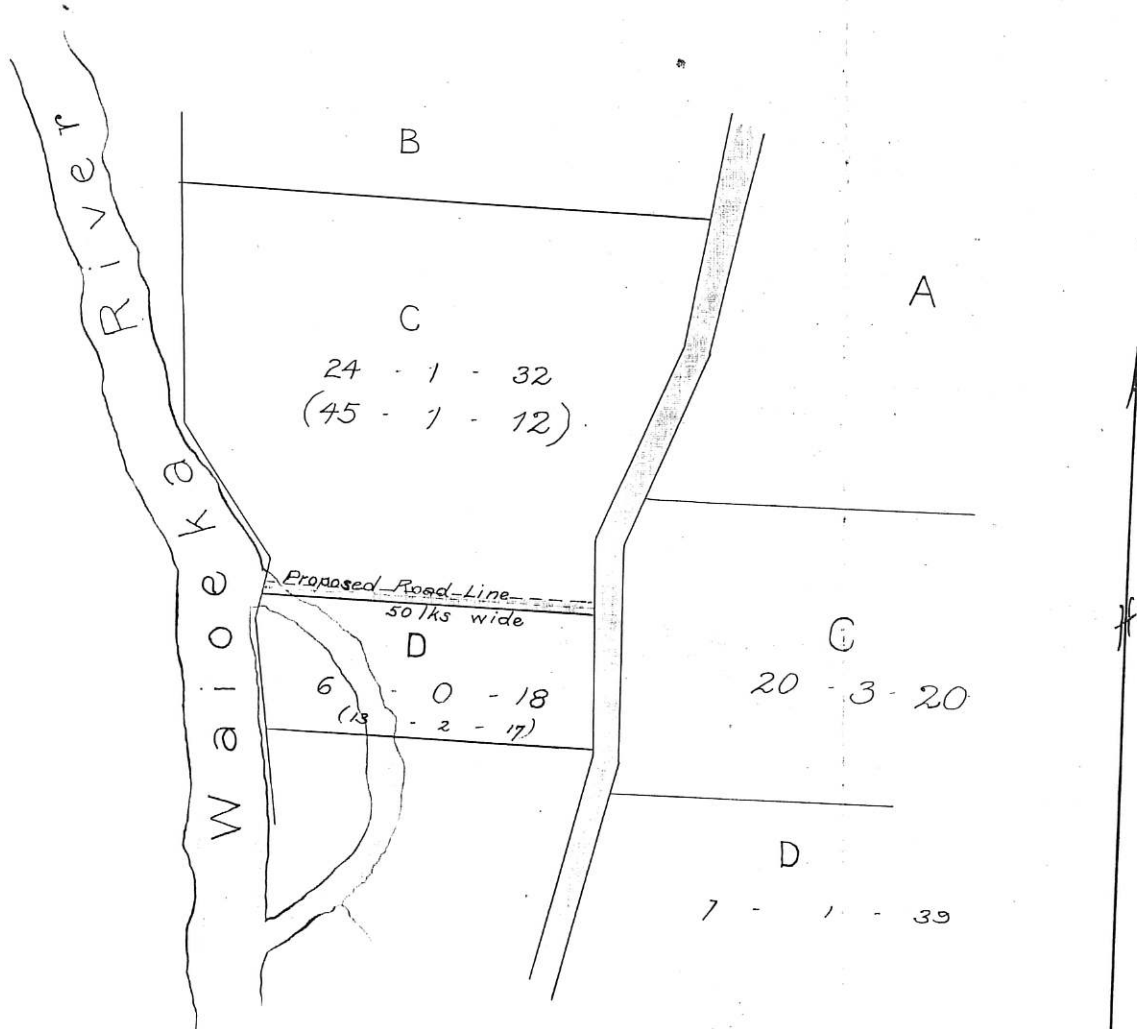 Waioeka River
B
A
C
24 - 1 - 32
(45 - 1 - 12)
Proposed Road Line
50 lks wide
D
6 - 0 - 18
(13 - 2 - 17)
C
20 - 3 - 20
D
7 - 1 - 39